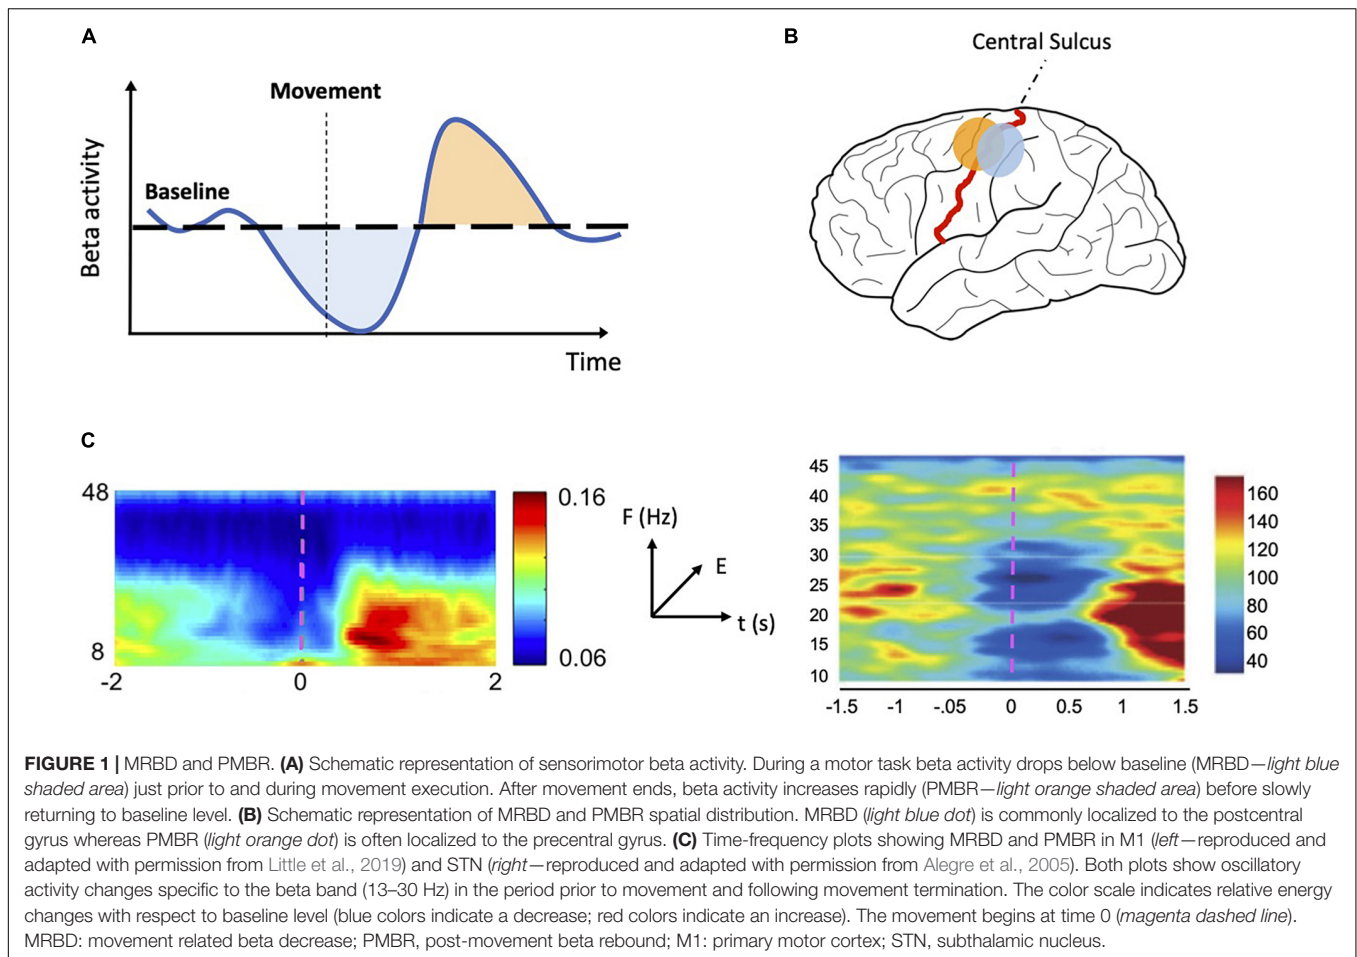 A
Movement
Baseline
Beta activity
Time
B
Central Sulcus
C
48
8
-2
0
2
0.16
0.06
F (Hz)
E
t (s)
45
40
35
30
25
20
15
10
-1.5
-1
-.05
0
0.5
1
1.5
160
140
120
100
80
60
40
FIGURE 1 | MRBD and PMBR. (A) Schematic representation of sensorimotor beta activity. During a motor task beta activity drops below baseline (MRBD—light blue
shaded area) just prior to and during movement execution. After movement ends, beta activity increases rapidly (PMBR—light orange shaded area) before slowly
returning to baseline level. (B) Schematic representation of MRBD and PMBR spatial distribution. MRBD (light blue dot) is commonly localized to the postcentral
gyrus whereas PMBR (light orange dot) is often localized to the precentral gyrus. (C) Time-frequency plots showing MRBD and PMBR in M1 (left—reproduced and
adapted with permission from Little et al., 2019) and STN (right—reproduced and adapted with permission from Alegre et al., 2005). Both plots show oscillatory
activity changes specific to the beta band (13–30 Hz) in the period prior to movement and following movement termination. The color scale indicates relative energy
changes with respect to baseline level (blue colors indicate a decrease; red colors indicate an increase). The movement begins at time 0 (magenta dashed line).
MRBD: movement related beta decrease; PMBR, post-movement beta rebound; M1: primary motor cortex; STN, subthalamic nucleus.